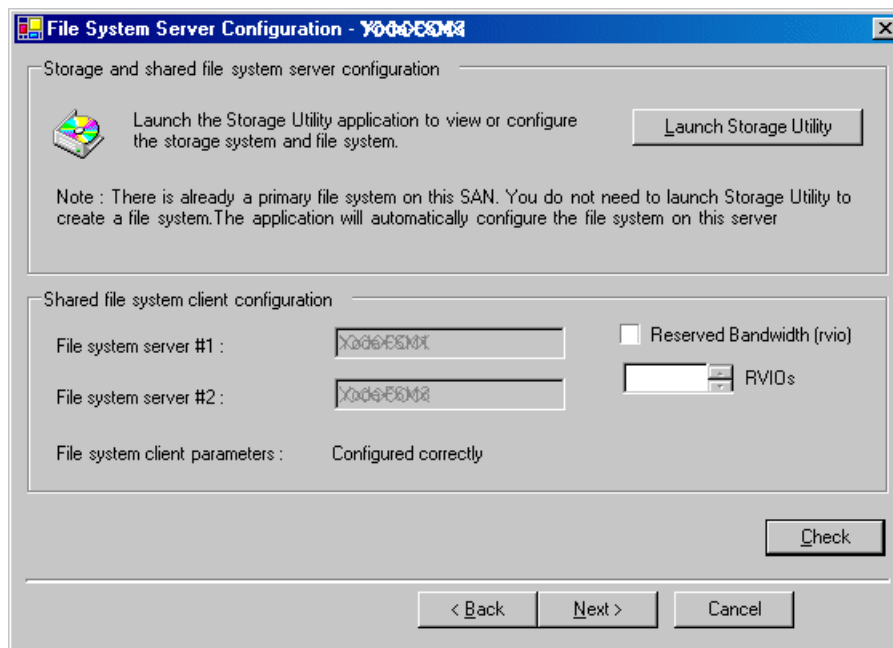 File System Server Configuration -
Storage and shared file system server configuration
Launch the Storage Utility application to view or configure
the storage system and file system.
Launch Storage Utility
Note : There is already a primary file system on this SAN. You do not need to launch Storage Utility to
create a file system.The application will automatically configure the file system on this server
Shared file system client configuration
File system server #1 :
Reserved Bandwidth (rvio)
File system server #2 :
RVIOs
File system client parameters :
Configured correctly
Check
< Back
Next >
Cancel